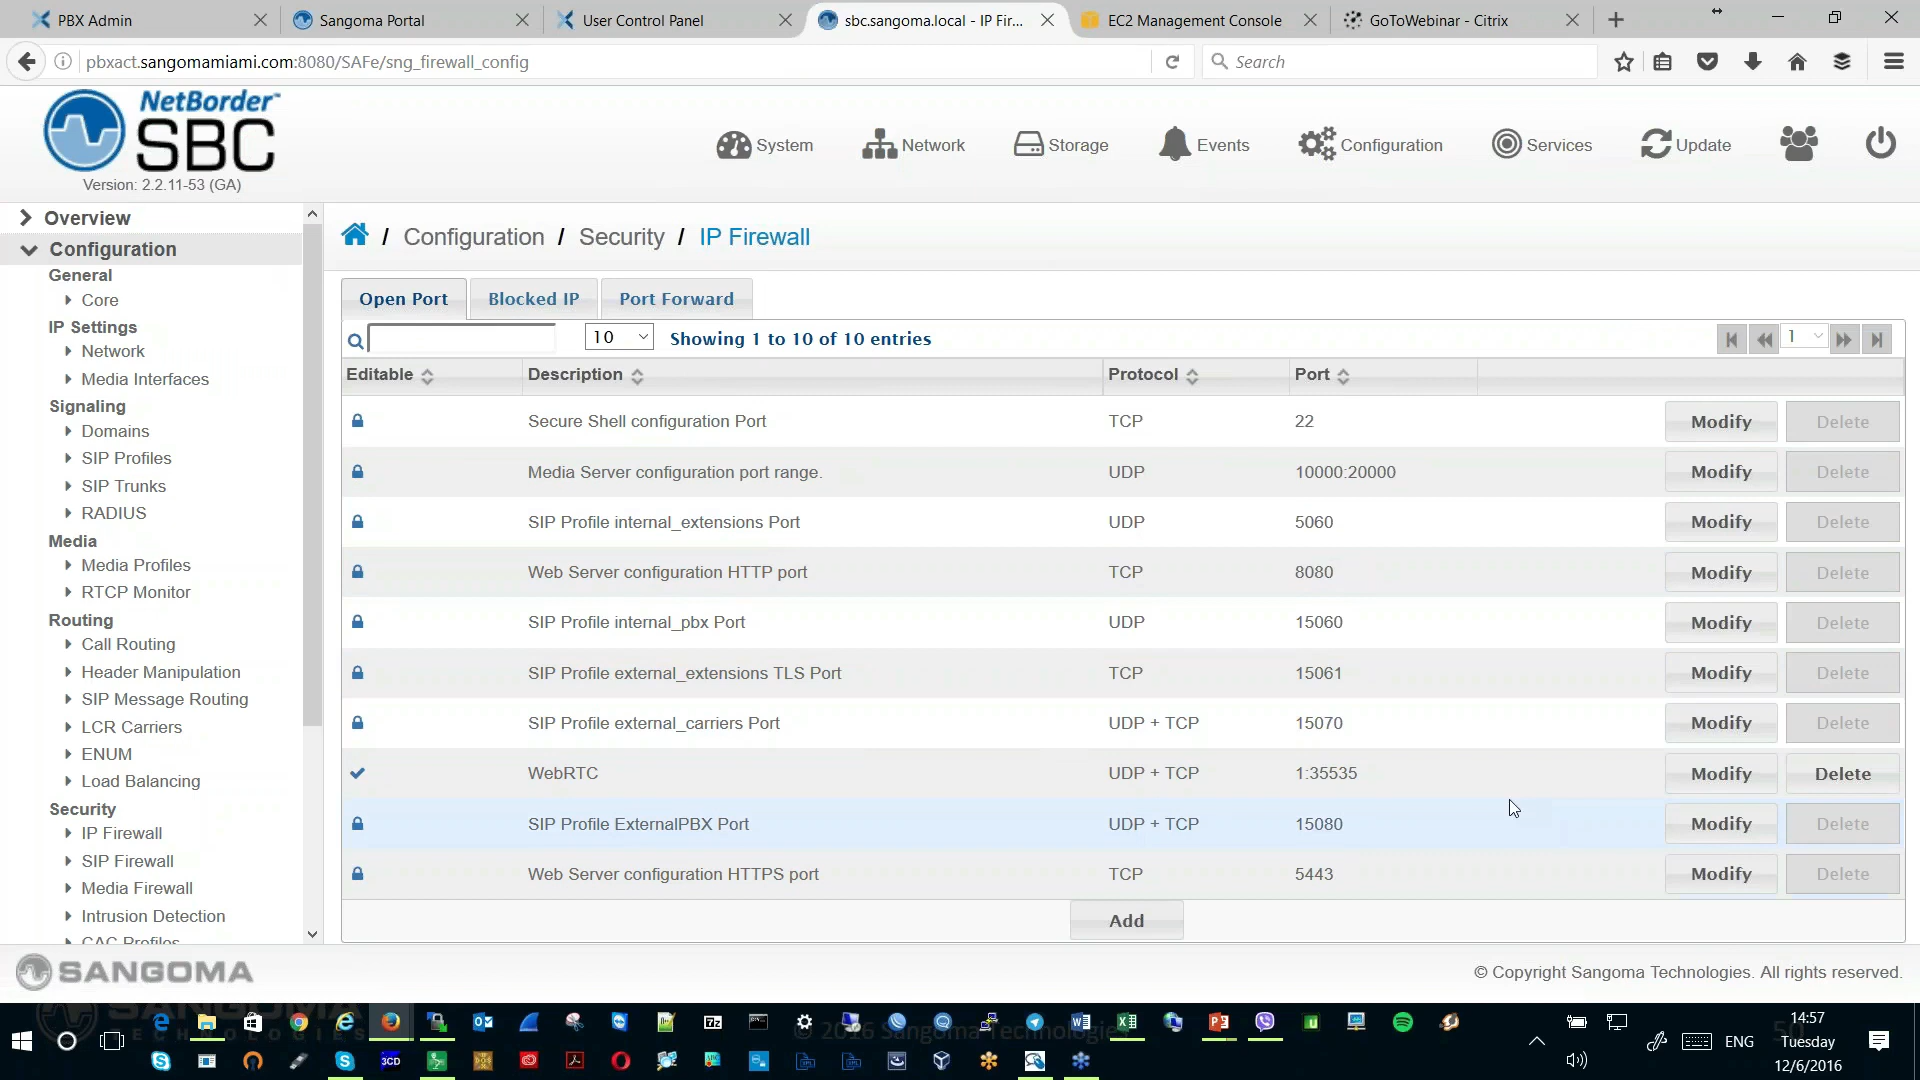 PBX Admin
Sangoma Portal
User Control Panel
sbc.sangoma.local - IP Fir...
EC2 Management Console
GoToWebinar - Citrix
pbxact.sangomamiami.com:8080/SAFe/sng_firewall_config
Search
NetBorder™
SBC
Version: 2.2.11-53 (GA)
System
Network
Storage
Events
Configuration
Services
Update
Overview
Configuration
General
Core
IP Settings
Network
Media Interfaces
Signaling
Domains
SIP Profiles
SIP Trunks
RADIUS
Media
Media Profiles
RTCP Monitor
Routing
Call Routing
Header Manipulation
SIP Message Routing
LCR Carriers
ENUM
Load Balancing
Security
IP Firewall
SIP Firewall
Media Firewall
Intrusion Detection
CAC Profiles
/ Configuration / Security / IP Firewall
Open Port
Blocked IP
Port Forward
10
Showing 1 to 10 of 10 entries
1
Editable Description Protocol Port
Secure Shell configuration Port TCP 22 Modify Delete
Media Server configuration port range. UDP 10000:20000 Modify Delete
SIP Profile internal_extensions Port UDP 5060 Modify Delete
Web Server configuration HTTP port TCP 8080 Modify Delete
SIP Profile internal_pbx Port UDP 15060 Modify Delete
SIP Profile external_extensions TLS Port TCP 15061 Modify Delete
SIP Profile external_carriers Port UDP + TCP 15070 Modify Delete
WebRTC UDP + TCP 1:35535 Modify Delete
SIP Profile ExternalPBX Port UDP + TCP 15080 Modify Delete
Web Server configuration HTTPS port TCP 5443 Modify Delete
Add
SANGOMA
© Copyright Sangoma Technologies. All rights reserved.
© 2016 Sangoma Technologies
50
ENG
14:57
Tuesday
12/6/2016